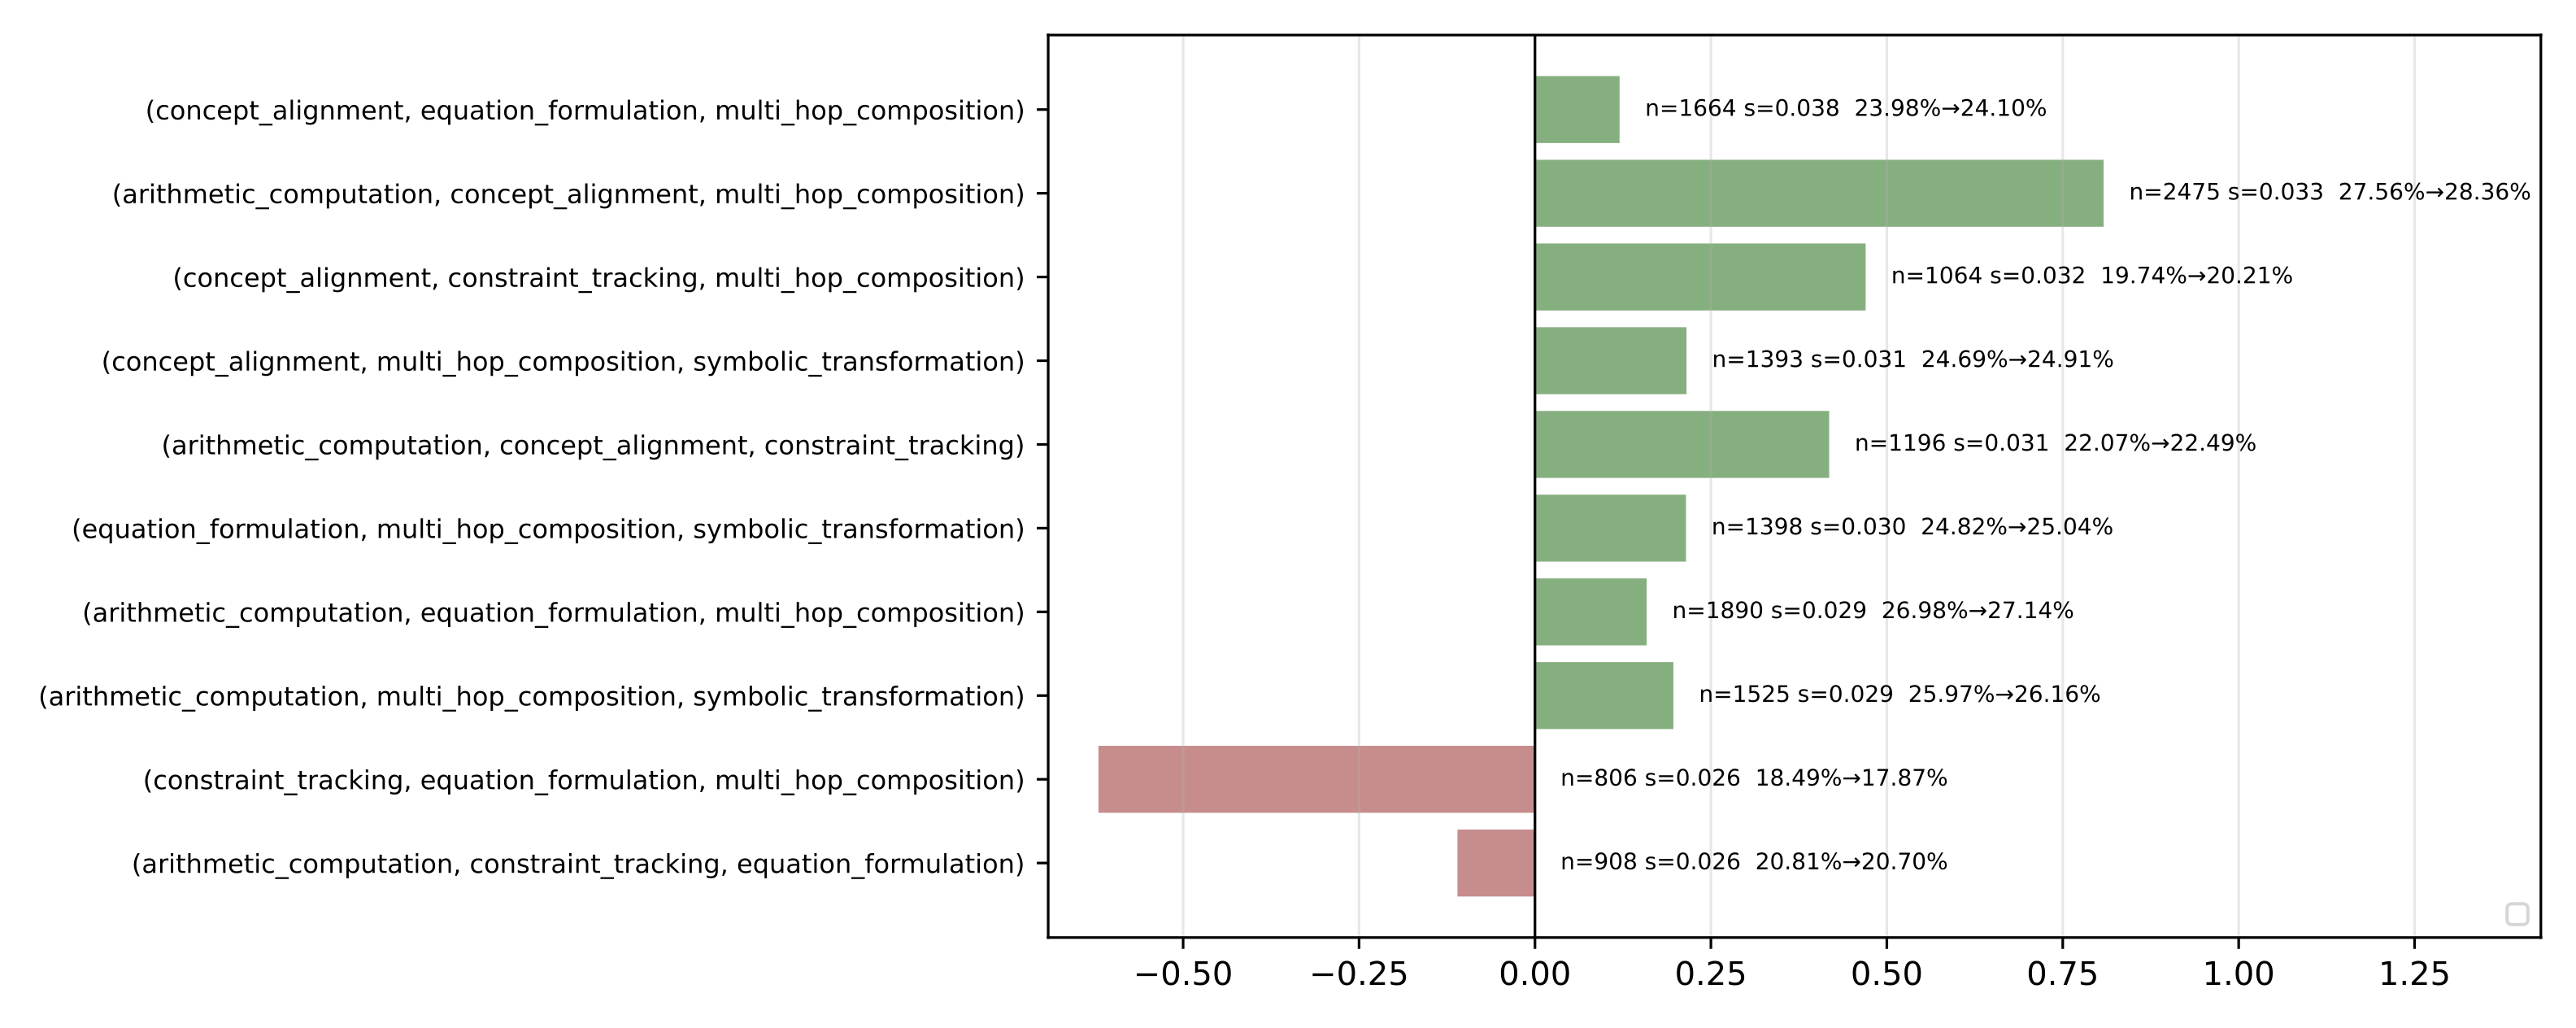 (concept_alignment, equation_formulation, multi_hop_composition) n=1664 s=0.038 23.98%→24.10%
(arithmetic_computation, concept_alignment, multi_hop_composition) n=2475 s=0.033 27.56%→28.36%
(concept_alignment, constraint_tracking, multi_hop_composition) n=1064 s=0.032 19.74%→20.21%
(concept_alignment, multi_hop_composition, symbolic_transformation) n=1393 s=0.031 24.69%→24.91%
(arithmetic_computation, concept_alignment, constraint_tracking) n=1196 s=0.031 22.07%→22.49%
(equation_formulation, multi_hop_composition, symbolic_transformation) n=1398 s=0.030 24.82%→25.04%
(arithmetic_computation, equation_formulation, multi_hop_composition) n=1890 s=0.029 26.98%→27.14%
(arithmetic_computation, multi_hop_composition, symbolic_transformation) n=1525 s=0.029 25.97%→26.16%
(constraint_tracking, equation_formulation, multi_hop_composition) n=806 s=0.026 18.49%→17.87%
(arithmetic_computation, constraint_tracking, equation_formulation) n=908 s=0.026 20.81%→20.70%
−0.50 −0.25 0.00 0.25 0.50 0.75 1.00 1.25